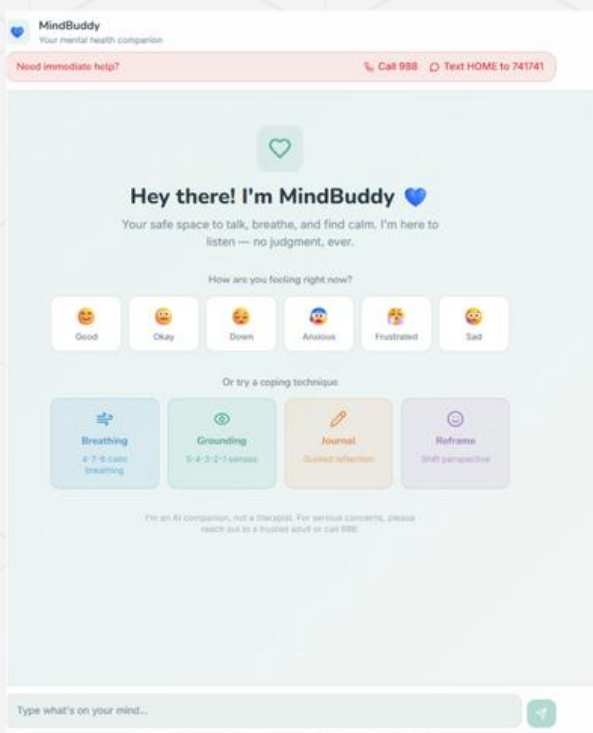 MindBuddy
Your mental health companion
Need immediate help?
Call 988
Text HOME to 741741
Hey there! I'm MindBuddy
Your safe space to talk, breathe, and find calm. I'm here to
listen — no judgment, ever.
How are you feeling right now?
Good
Okay
Down
Anxious
Frustrated
Sad
Or try a coping technique
Breathing
Grounding
Journal
Reframe
4-7-8 calm
breathing
5-4-3-2-1 senses
Guided reflection
Shift perspective
I'm an AI companion, not a therapist. For serious concerns, please
reach out to a trusted adult or call 988.
Type what's on your mind...